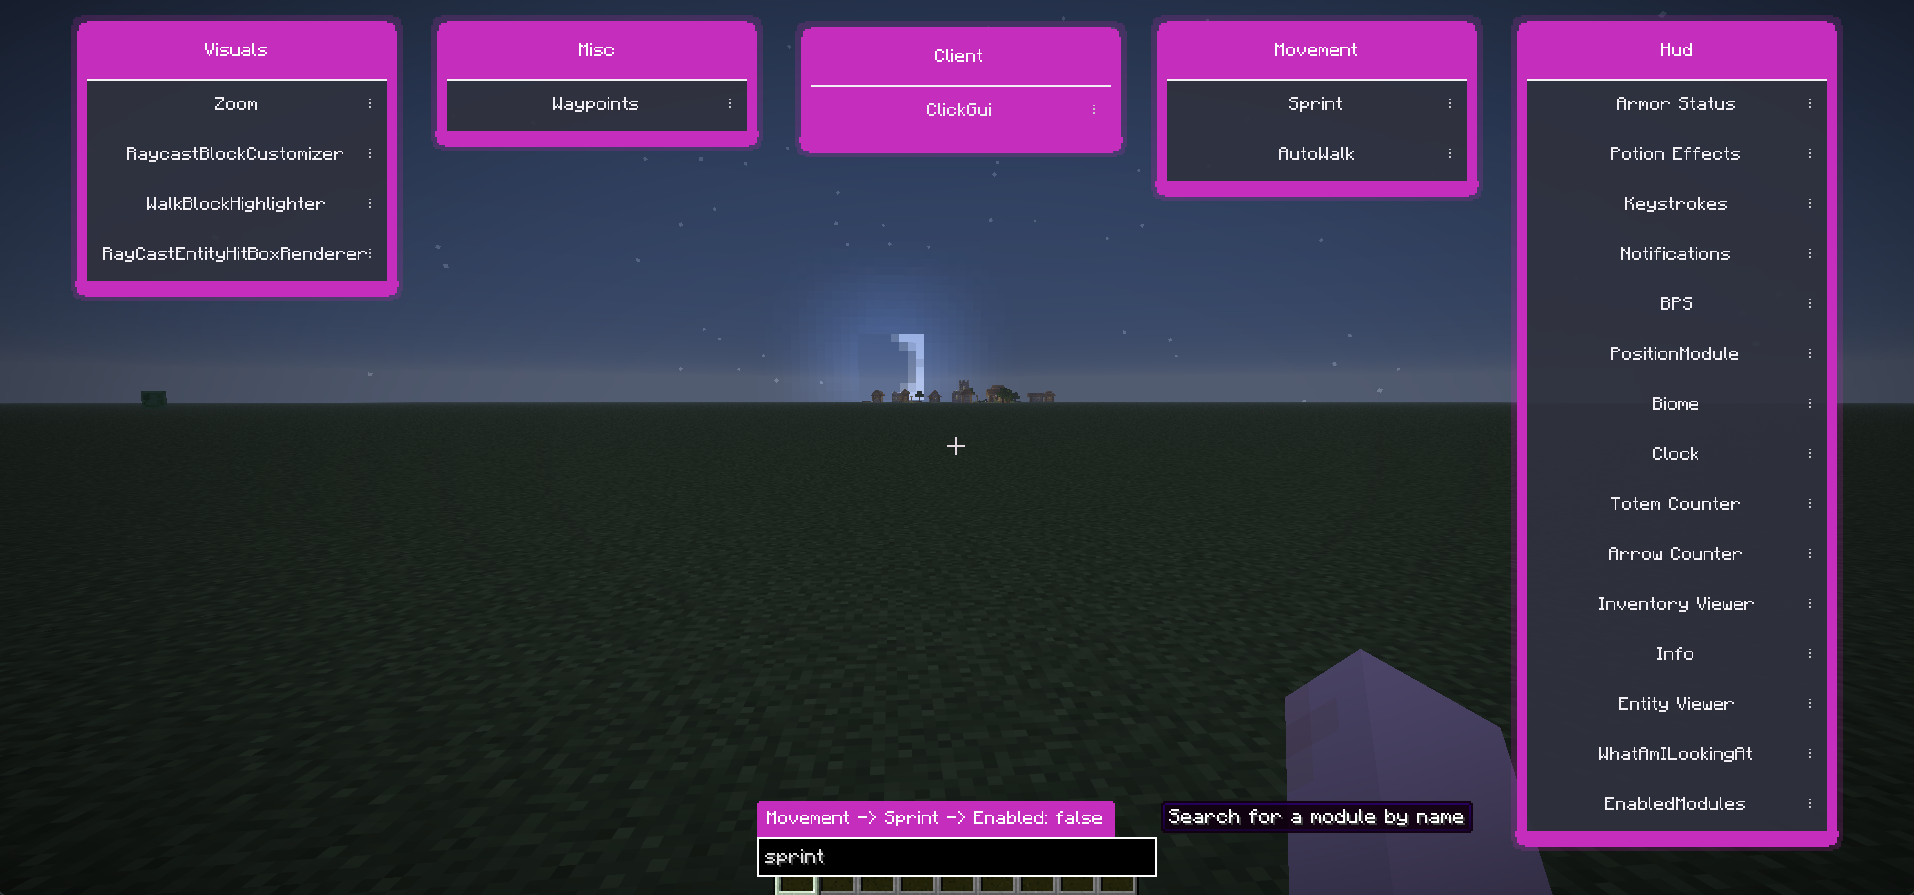 Visuals
Zoom
RaycastBlockCustomizer
WalkBlockHighlighter
RayCastEntityHitBoxRenderer
Misc
Waypoints
Client
ClickGui
Movement
Sprint
AutoWalk
Hud
Armor Status
Potion Effects
Keystrokes
Notifications
BPS
PositionModule
Biome
Clock
Totem Counter
Arrow Counter
Inventory Viewer
Info
Entity Viewer
WhatAmILookingAt
EnabledModules
Movement -> Sprint -> Enabled: false
Search for a module by name
sprint